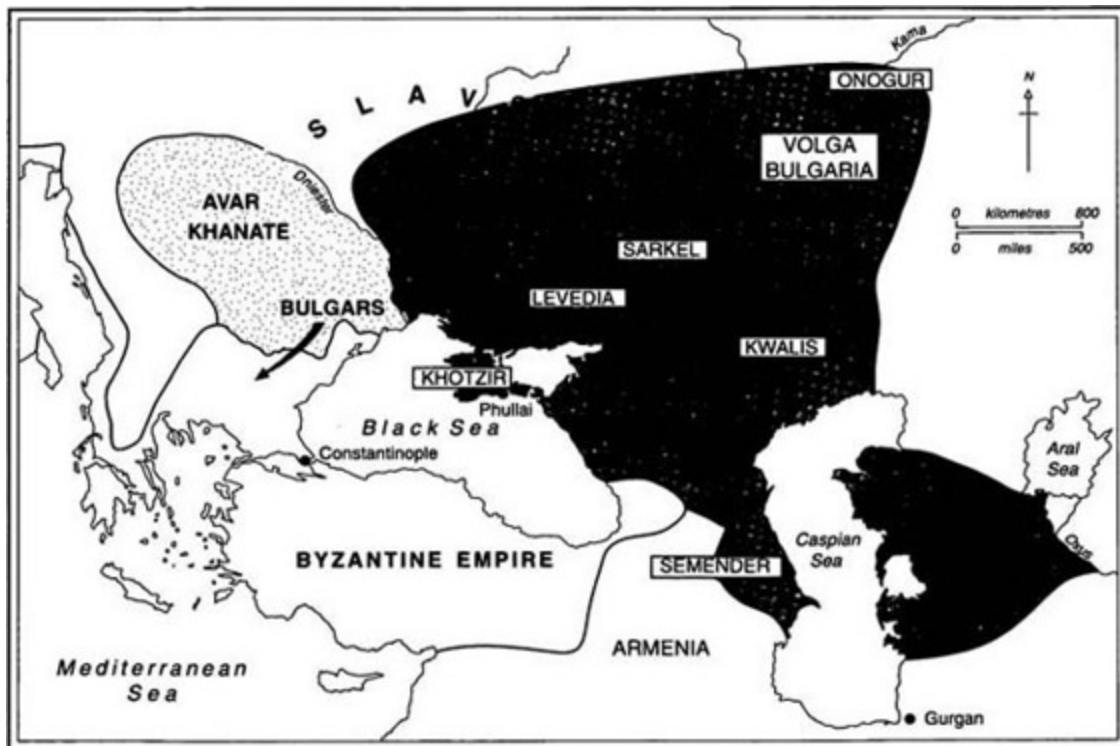 Kama
ONOGUR
N
SLAV
VOLGA
BULGARIA
0 kilometres 800
0 miles 500
Dniester
AVAR
KHANATE
SARKEL
BULGARS
LEVEDIA
KWALIS
KHOTZIR
Phullai
Black Sea
Constantinople
Aral
Sea
Caspian
Sea
Oxus
BYZANTINE EMPIRE
SEMENDER
ARMENIA
Mediterranean
Sea
Gurgan